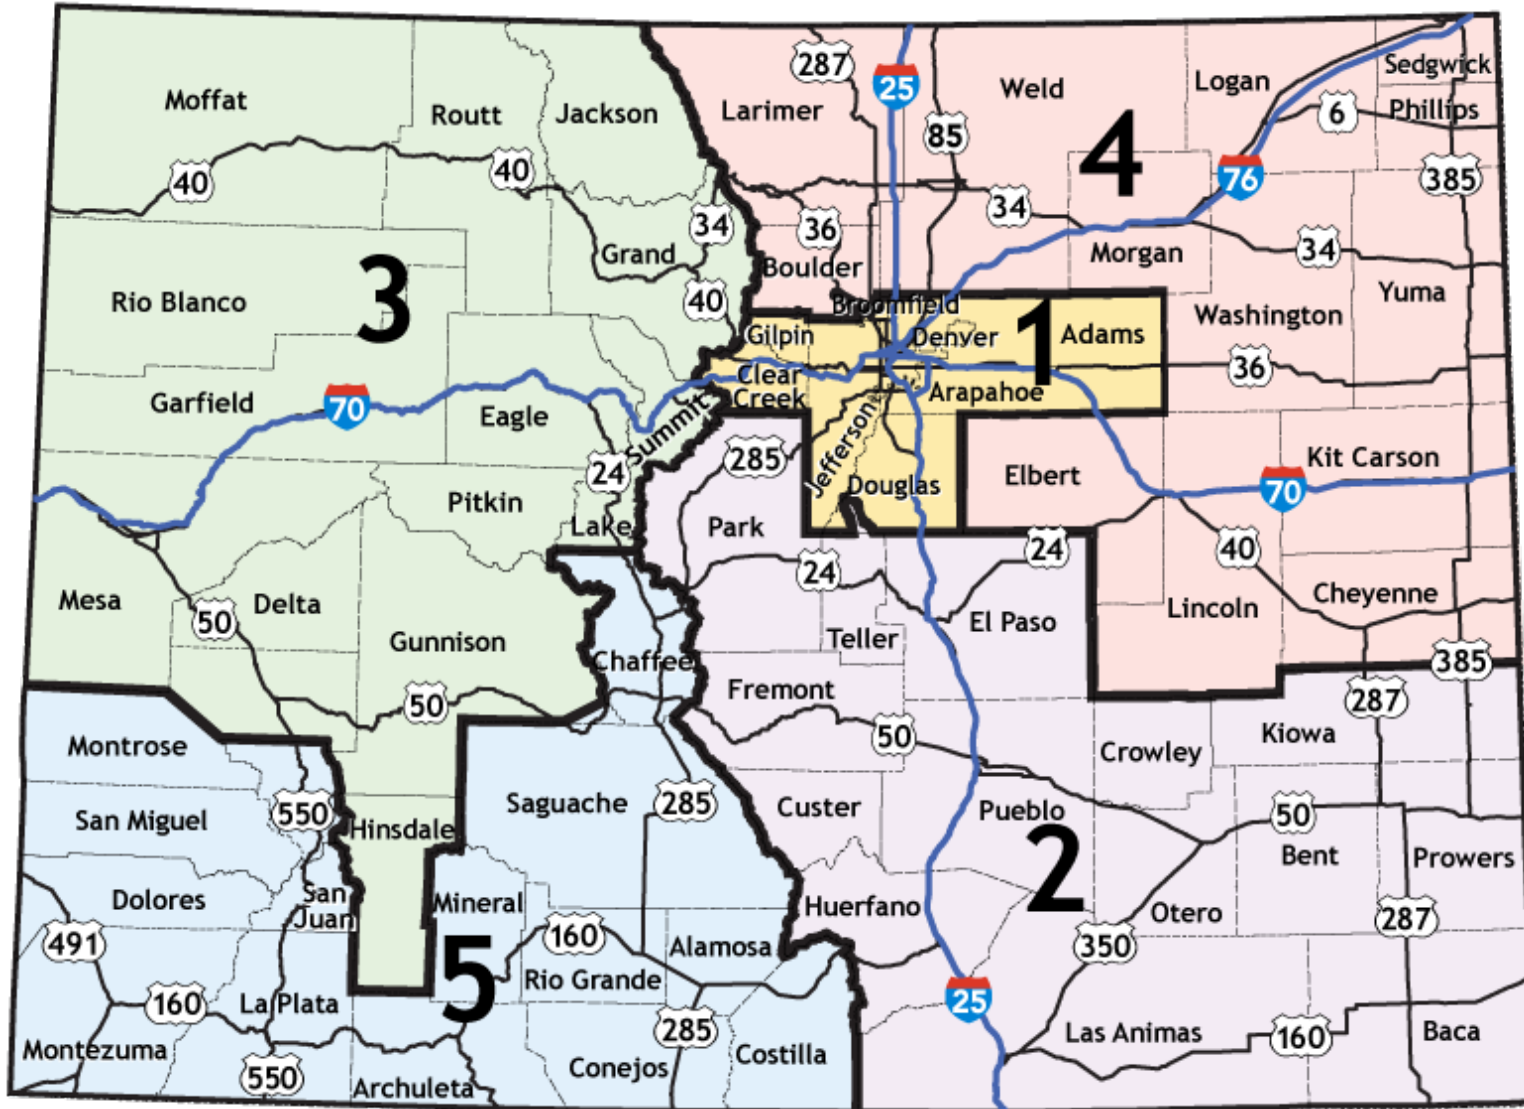 Moffat
Routt
Jackson
Larimer
287
25
Weld
Logan
Sedgwick
Phillips
6
85
4
76
385
40
40
34
36
34
34
Grand
Boulder
Morgan
Yuma
Rio Blanco
3
40
Broomfield
Washington
Gilpin
Denver
1
Adams
36
Garfield
70
Eagle
Summit
Clear
Creek
Arapahoe
Jefferson
24
285
Douglas
Elbert
Kit Carson
70
Pitkin
Lake
Park
24
24
40
Mesa
50
Delta
Gunnison
Chaffee
Teller
El Paso
Lincoln
Cheyenne
385
50
Fremont
287
50
Kiowa
Montrose
Crowley
San Miguel
550
Hinsdale
Saguache
285
Custer
Pueblo
2
50
Bent
Prowers
Dolores
San
Juan
Mineral
Huerfano
Otero
287
491
5
160
Alamosa
350
Rio Grande
160
La Plata
285
25
Las Animas
160
Baca
Montezuma
550
Archuleta
Conejos
Costilla